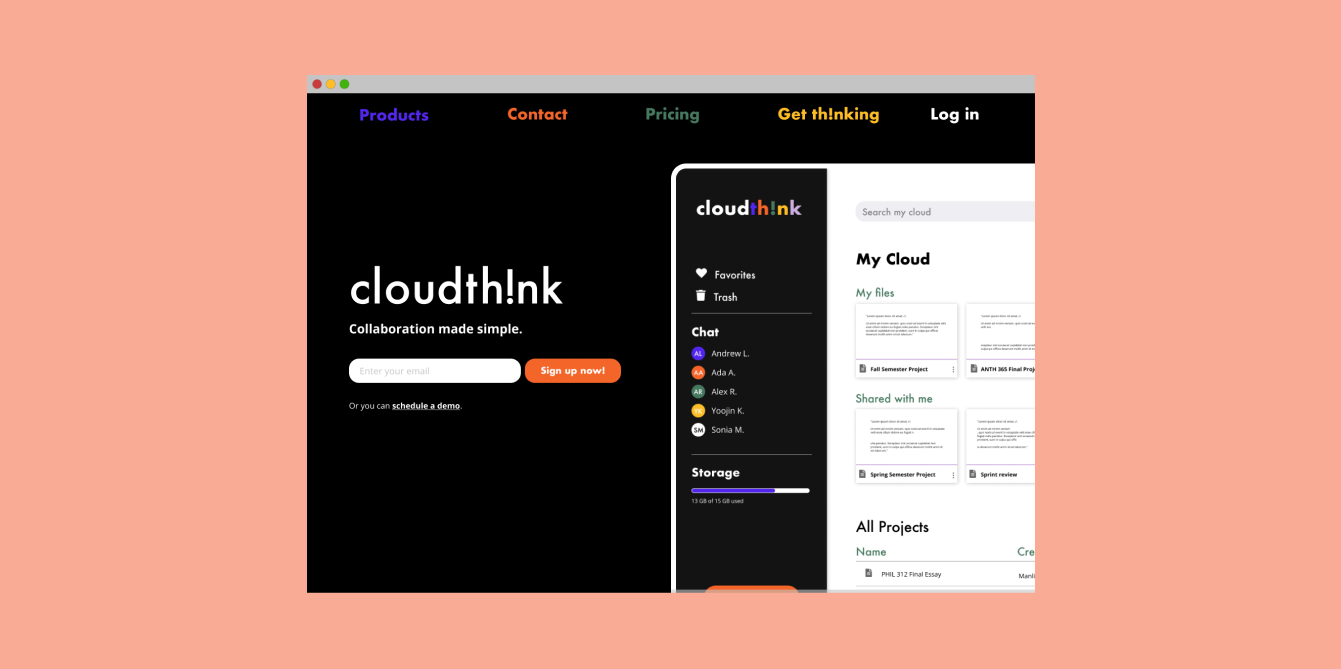 Products Contact Pricing Get th!nking Log in
cloudth!nk
Collaboration made simple.
Enter your email Sign up now!
Or you can schedule a demo.
cloudth!nk
Favorites
Trash
Chat
AL Andrew L.
AA Ada A.
AR Alex R.
YK Yoojin K.
SM Sonia M.
Storage
13 GB of 15 GB used
Search my cloud
My Cloud
My files
Fall Semester Project ANTH 365 Final Proj
Shared with me
Spring Semester Project Sprint review
All Projects
Name Cre
PHIL 312 Final Essay Manli